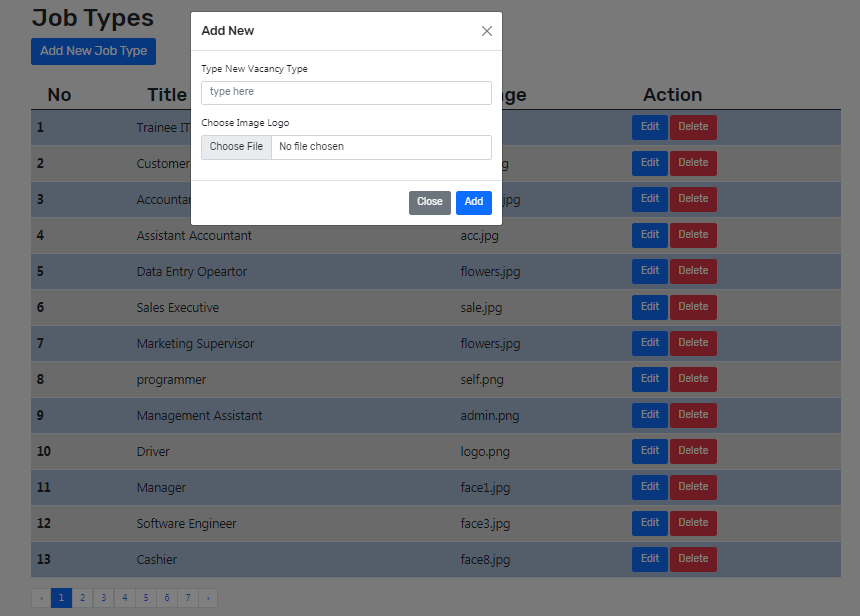 Job Types
Add New Job Type
Add New
Type New Vacancy Type
type here
Choose Image Logo
Choose File No file chosen
Close Add
No Title Action
1 Trainee IT Edit Delete
2 Customer Edit Delete
3 Edit Delete
4 Assistant Accountant acc.jpg Edit Delete
5 Data Entry Opeartor flowers.jpg Edit Delete
6 Sales Executive sale.jpg Edit Delete
7 Marketing Supervisor flowers.jpg Edit Delete
8 programmer self.png Edit Delete
9 Management Assistant admin.png Edit Delete
10 Driver logo.png Edit Delete
11 Manager face1.jpg Edit Delete
12 Software Engineer face3.jpg Edit Delete
13 Cashier face8.jpg Edit Delete
‹ 1 2 3 4 5 6 7 ›